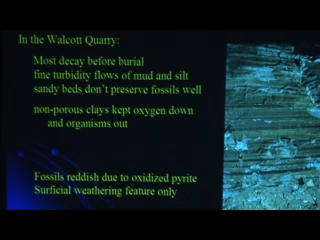 In the Walcott Quarry:
Most decay before burial
fine turbidity flows of mud and silt
sandy beds don't preserve fossils well
non-porous clays kept oxygen down
and organisms out
Fossils reddish due to oxidized pyrite
Surficial weathering feature only